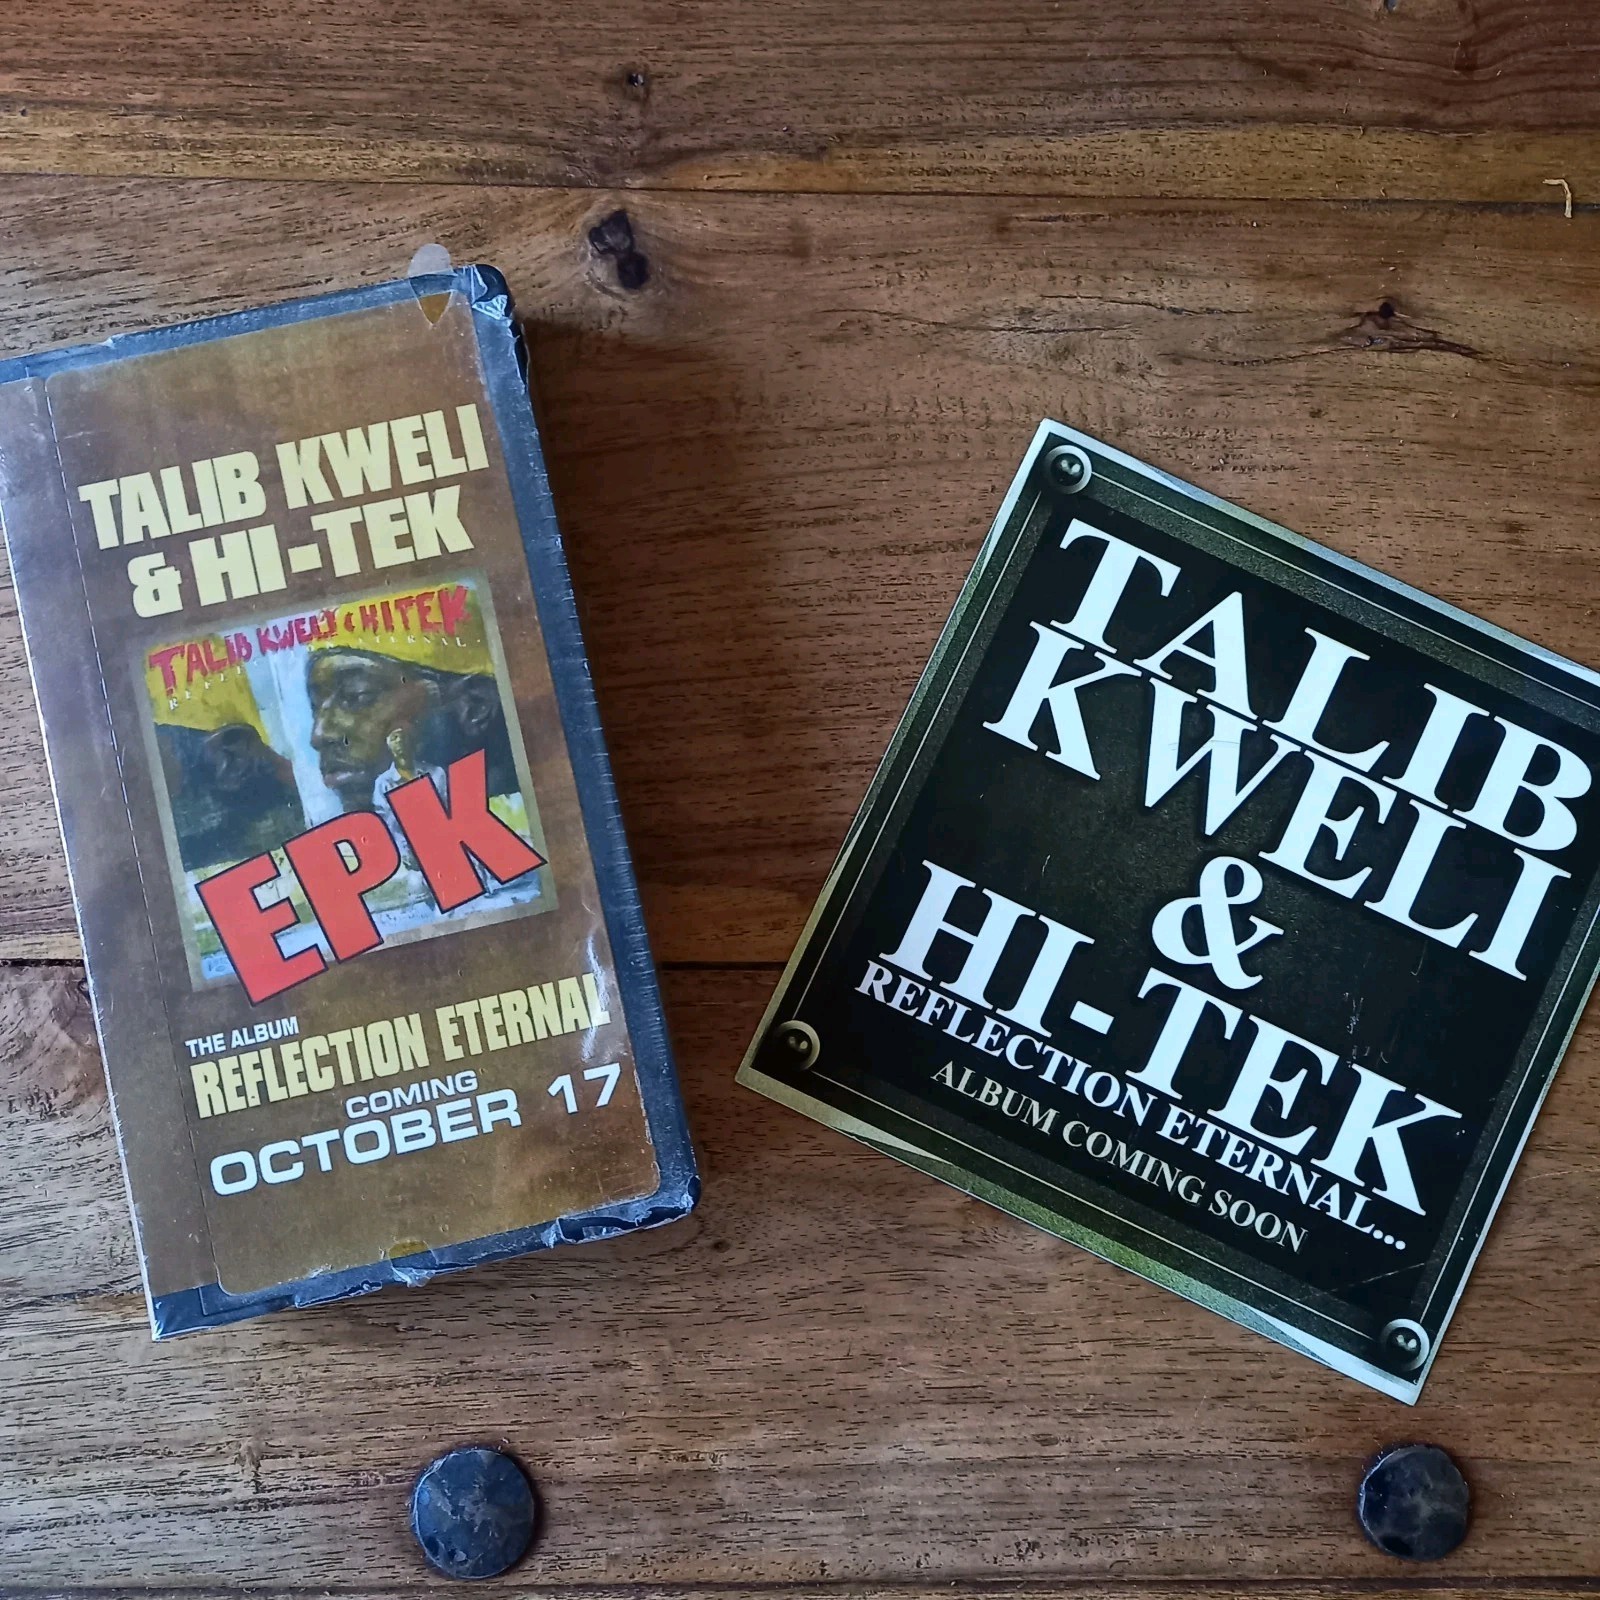 TALIB KWELI
& HI-TEK
TALIB KWELI & HITEK
EPK
THE ALBUM
REFLECTION ETERNAL
COMING
OCTOBER 17
TALIB
KWELI
&
HI-TEK
REFLECTION ETERNAL...
ALBUM COMING SOON